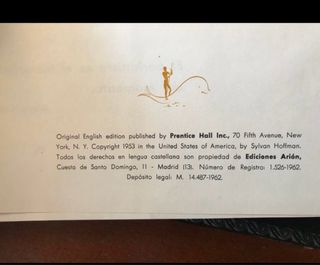 Original English edition published by Prentice Hall Inc., 70 Fifth Avenue, New
York, N. Y. Copyright 1953 in the United States of America, by Sylvan Hoffman.
Todos los derechos en lengua castellana son propiedad de Ediciones Arión,
Cuesta de Santo Domingo, 11 - Madrid (13). Número de Registro: 1.526-1962.
Depósito legal: M. 14.487-1962.